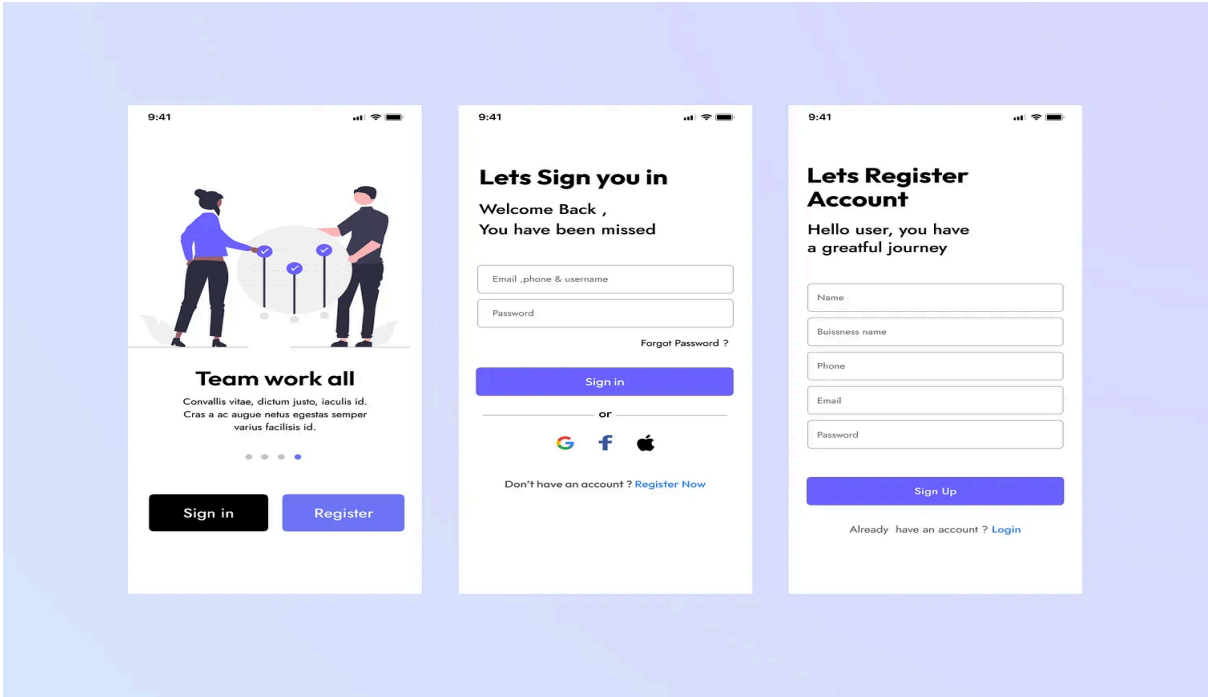 9:41
Team work all
Convallis vitae, dictum justo, iaculis id.
Cras a ac augue netus egestas semper
varius facilisis id.
Sign in
Register
9:41
Lets Sign you in
Welcome Back ,
You have been missed
Email ,phone & username
Password
Forgot Password ?
Sign in
or
Don't have an account ? Register Now
9:41
Lets Register
Account
Hello user, you have
a greatful journey
Name
Buissness name
Phone
Email
Password
Sign Up
Already have an account ? Login